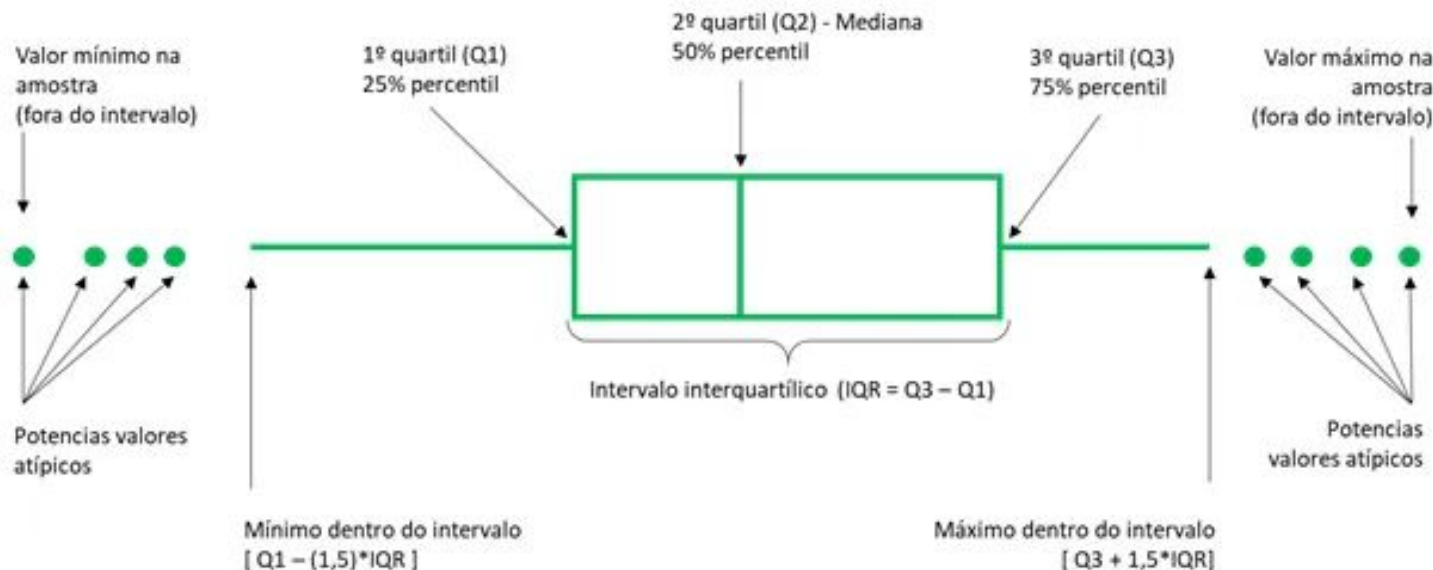 2º quartil (Q2) - Mediana
50% percentil
Valor mínimo na
amostra
(fora do intervalo)
1º quartil (Q1)
25% percentil
3º quartil (Q3)
75% percentil
Valor máximo na
amostra
(fora do intervalo)
Intervalo interquartílico (IQR = Q3 – Q1)
Potencias valores
atípicos
Potencias
valores atípicos
Mínimo dentro do intervalo
[ Q1 – (1,5)*IQR ]
Máximo dentro do intervalo
[ Q3 + 1,5*IQR]